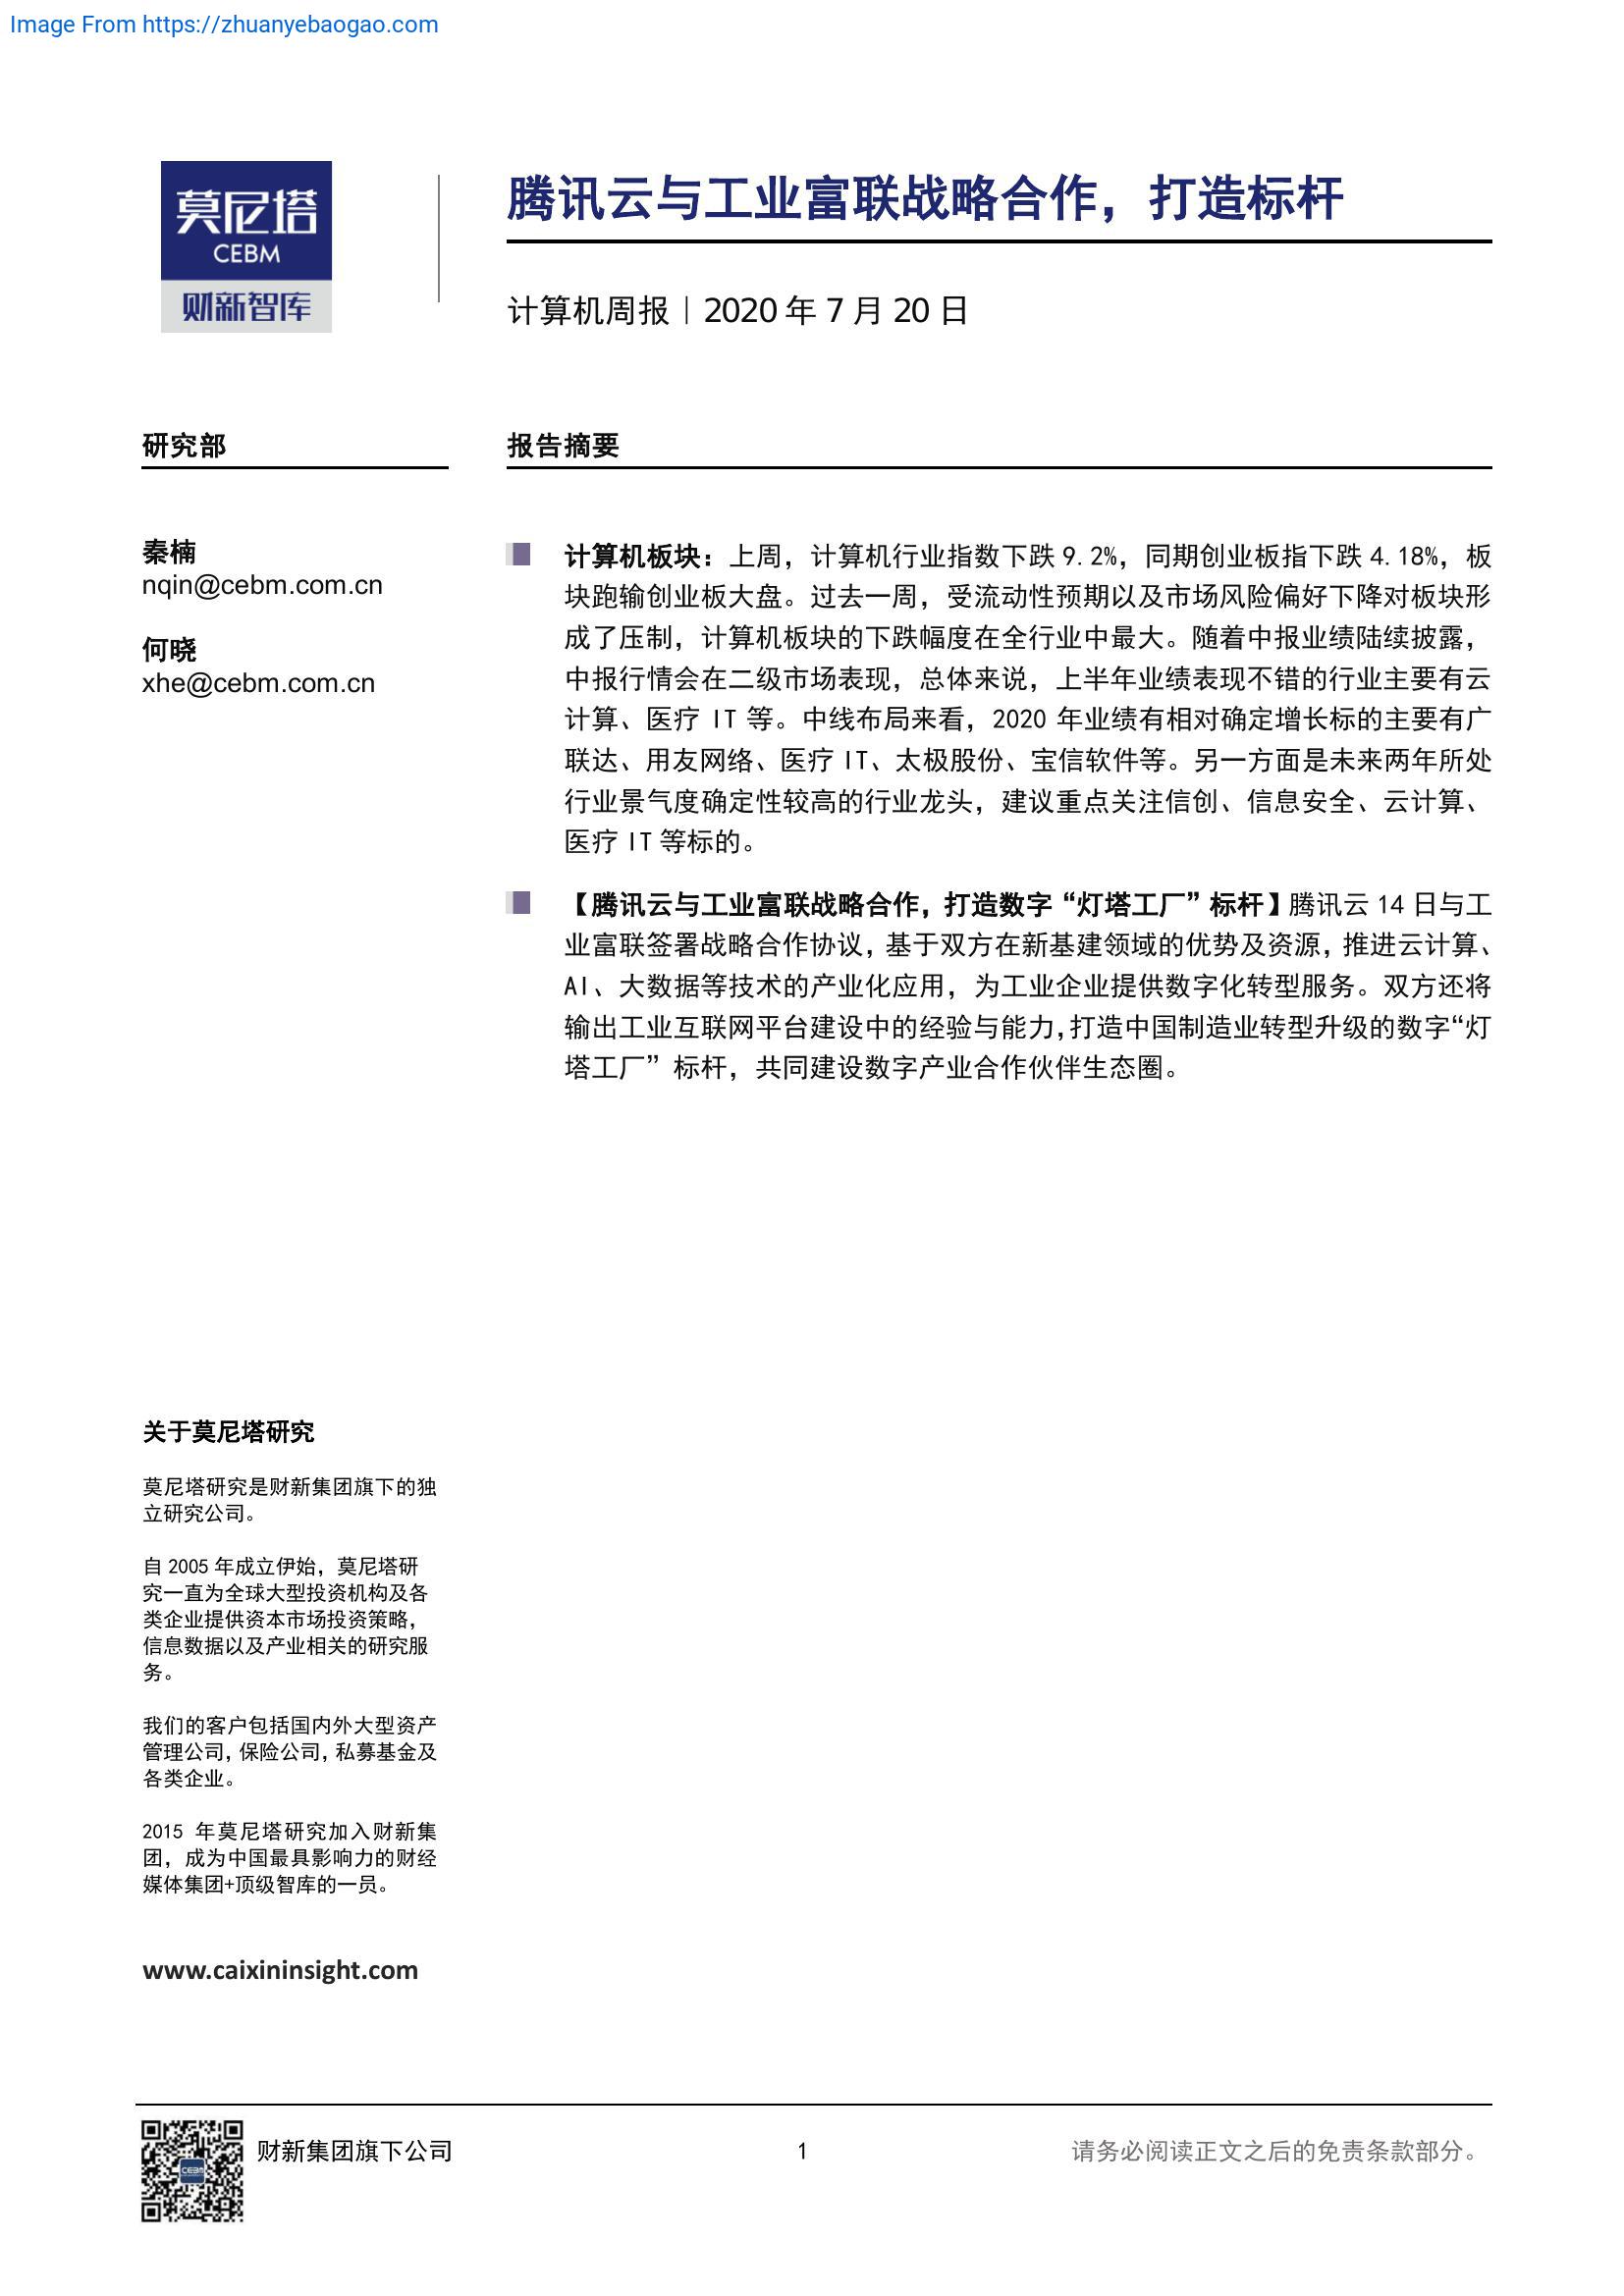 Image From https://zhuanyebaogao.com
莫尼塔
CEBM
财新智库
腾讯云与工业富联战略合作，打造标杆
计算机周报｜2020 年 7 月 20 日
研究部
秦楠
nqin@cebm.com.cn
何晓
xhe@cebm.com.cn
报告摘要
计算机板块：上周，计算机行业指数下跌 9.2%，同期创业板指下跌 4.18%，板
块跑输创业板大盘。过去一周，受流动性预期以及市场风险偏好下降对板块形
成了压制，计算机板块的下跌幅度在全行业中最大。随着中报业绩陆续披露，
中报行情会在二级市场表现，总体来说，上半年业绩表现不错的行业主要有云
计算、医疗 IT 等。中线布局来看，2020 年业绩有相对确定增长标的主要有广
联达、用友网络、医疗 IT、太极股份、宝信软件等。另一方面是未来两年所处
行业景气度确定性较高的行业龙头，建议重点关注信创、信息安全、云计算、
医疗 IT 等标的。
【腾讯云与工业富联战略合作，打造数字“灯塔工厂”标杆】腾讯云 14 日与工
业富联签署战略合作协议，基于双方在新基建领域的优势及资源，推进云计算、
AI、大数据等技术的产业化应用，为工业企业提供数字化转型服务。双方还将
输出工业互联网平台建设中的经验与能力，打造中国制造业转型升级的数字“灯
塔工厂”标杆，共同建设数字产业合作伙伴生态圈。
关于莫尼塔研究
莫尼塔研究是财新集团旗下的独
立研究公司。
自 2005 年成立伊始，莫尼塔研
究一直为全球大型投资机构及各
类企业提供资本市场投资策略，
信息数据以及产业相关的研究服
务。
我们的客户包括国内外大型资产
管理公司，保险公司，私募基金及
各类企业。
2015 年莫尼塔研究加入财新集
团，成为中国最具影响力的财经
媒体集团+顶级智库的一员。
www.caixininsight.com
CEBM
财新集团旗下公司
1
请务必阅读正文之后的免责条款部分。